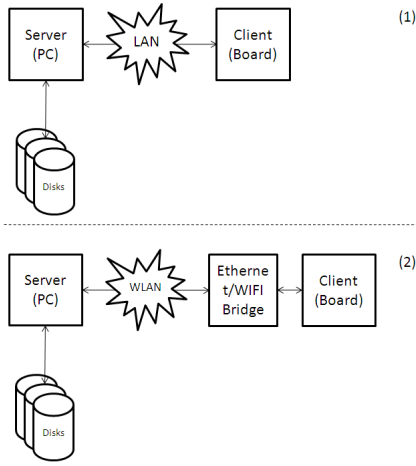 (1)
Server
(PC)
LAN
Client
(Board)
Disks
(2)
Server
(PC)
WLAN
Etherne
t/WIFI
Bridge
Client
(Board)
Disks